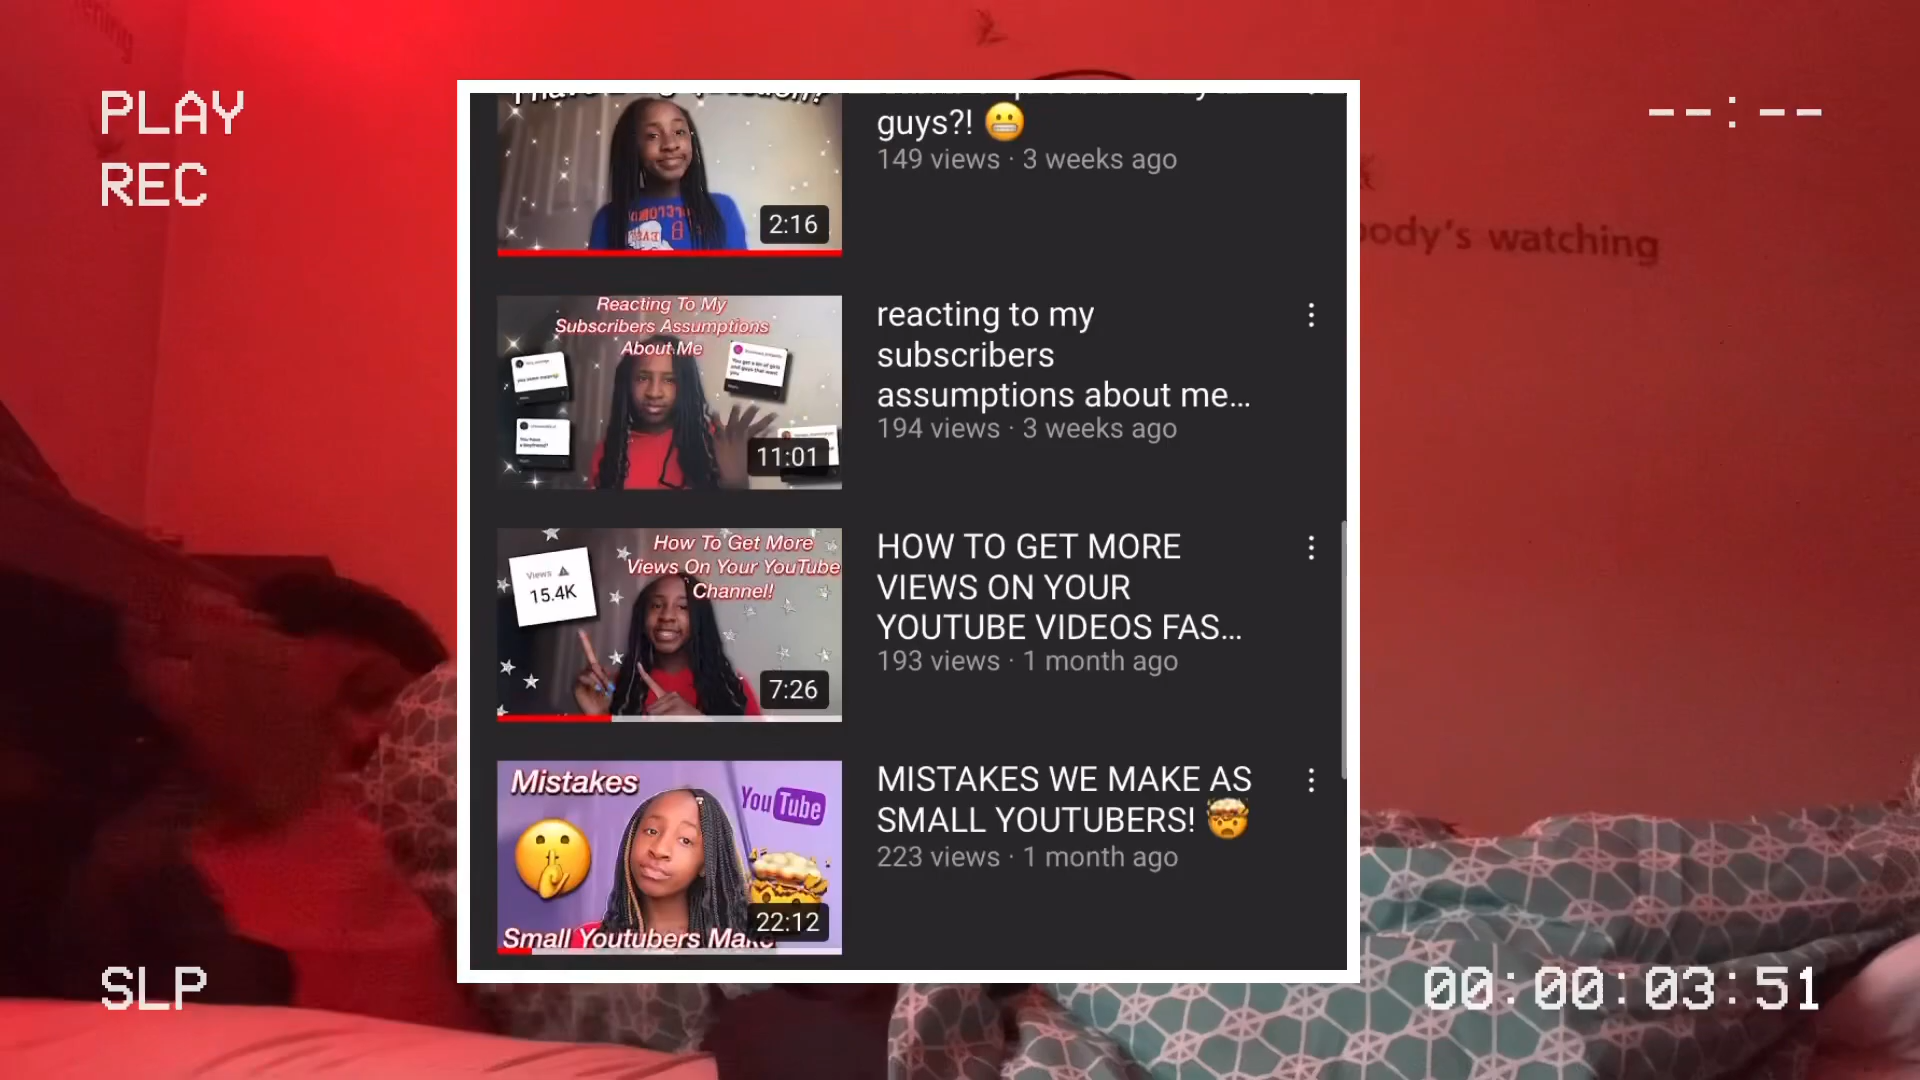 PLAY
REC
--:--
body's watching
guys?! 😬
149 views · 3 weeks ago
2:16
Reacting To My
Subscribers Assumptions
About Me
11:01
reacting to my
subscribers
assumptions about me...
194 views · 3 weeks ago
How To Get More
Views On Your YouTube
Channel!
Views
15.4K
7:26
HOW TO GET MORE
VIEWS ON YOUR
YOUTUBE VIDEOS FAS...
193 views · 1 month ago
Mistakes
YouTube
Small Youtubers Make
22:12
MISTAKES WE MAKE AS
SMALL YOUTUBERS! 🤯
223 views · 1 month ago
SLP
00:00:03:51